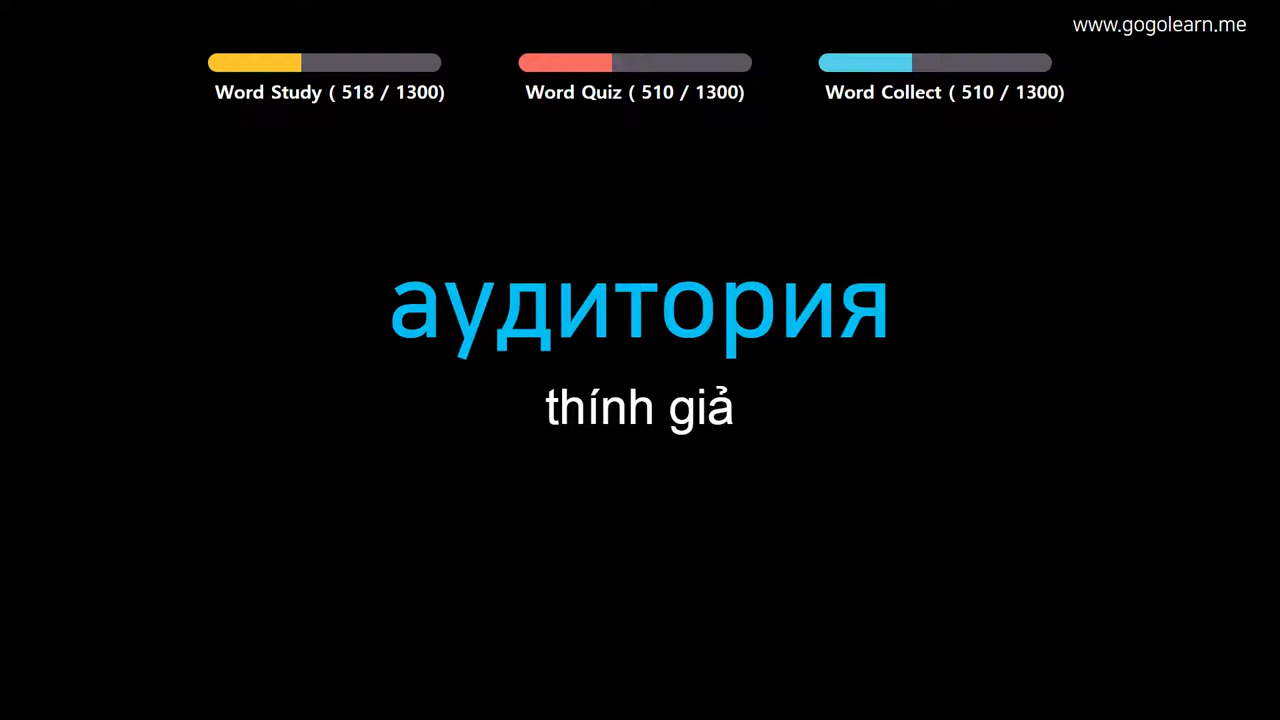 www.gogolearn.me
Word Study ( 518 / 1300)
Word Quiz ( 510 / 1300)
Word Collect ( 510 / 1300)
аудитория
thính giả